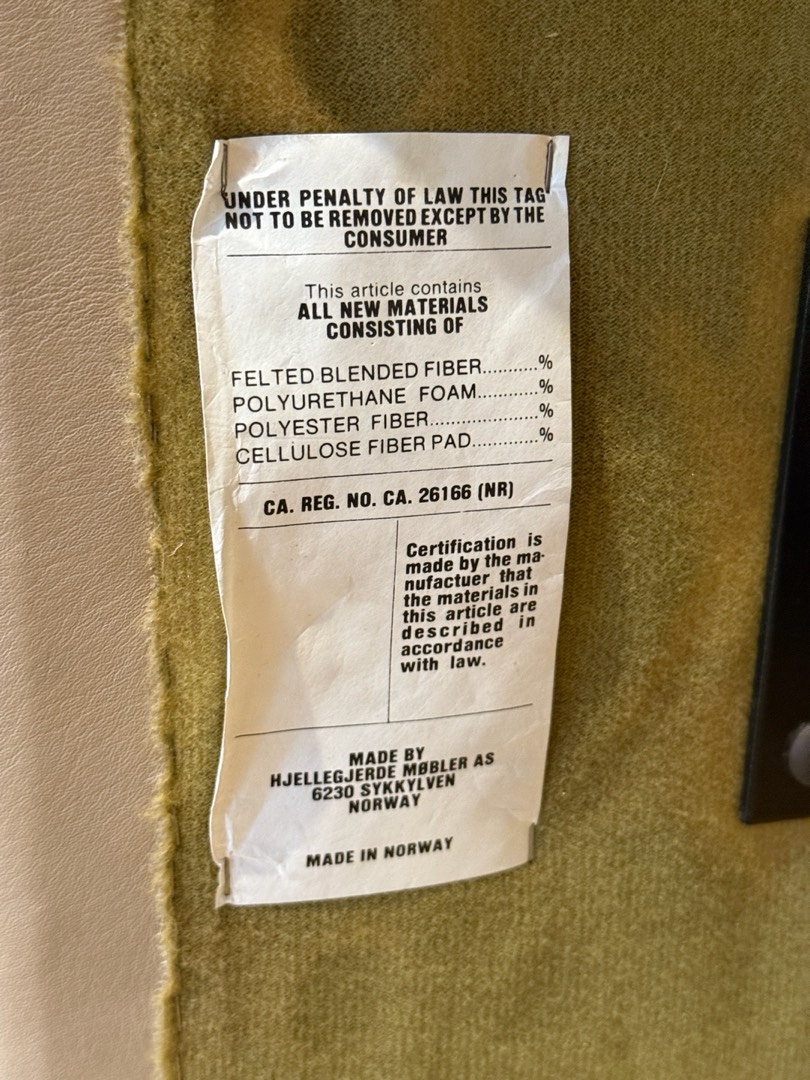 UNDER PENALTY OF LAW THIS TAG
NOT TO BE REMOVED EXCEPT BY THE
CONSUMER
This article contains
ALL NEW MATERIALS
CONSISTING OF
FELTED BLENDED FIBER...........%
POLYURETHANE FOAM............%
POLYESTER FIBER.....................%
CELLULOSE FIBER PAD.............%
CA. REG. NO. CA. 26166 (NR)
Certification is
made by the ma-
nufactuer that
the materials in
this article are
described in
accordance
with law.
MADE BY
HJELLEGJERDE MØBLER AS
6230 SYKKYLVEN
NORWAY
MADE IN NORWAY